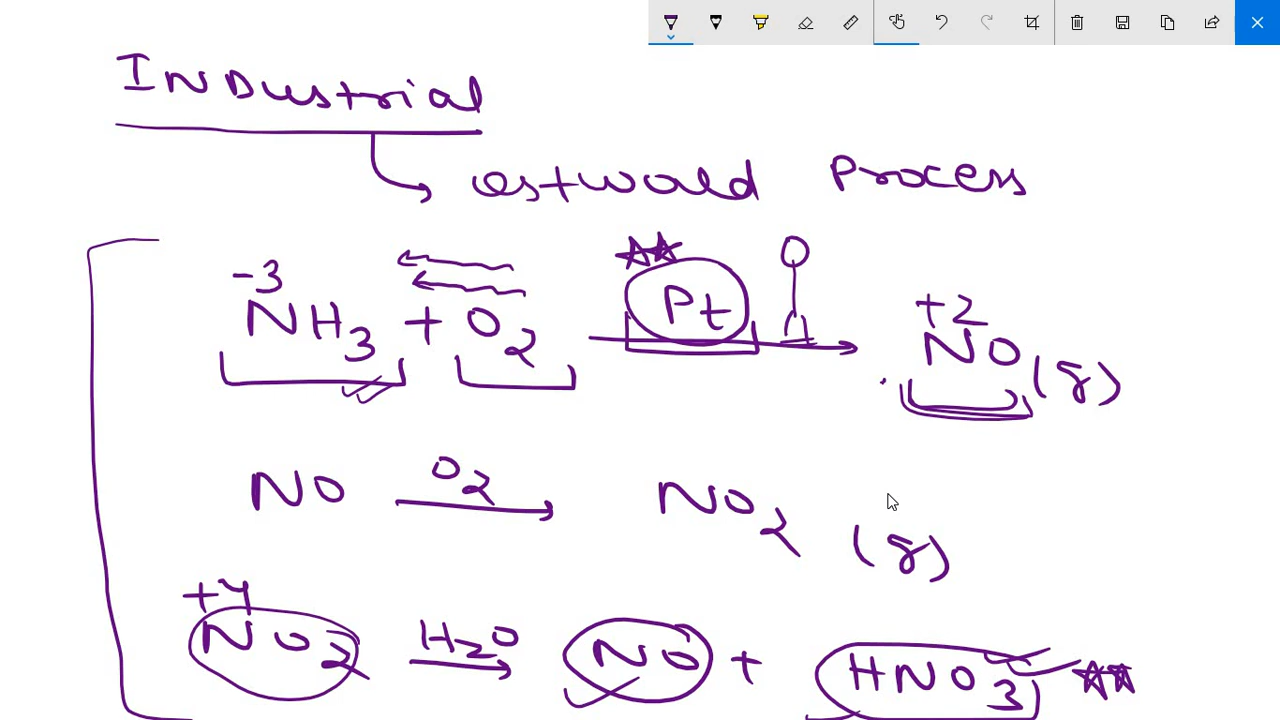 INDustrial
ostwald Process
-3 +2
NH3 + O2 Pt NO(g)
NO O2 NO2 (g)
+4
NO2 H2O NO + HNO3